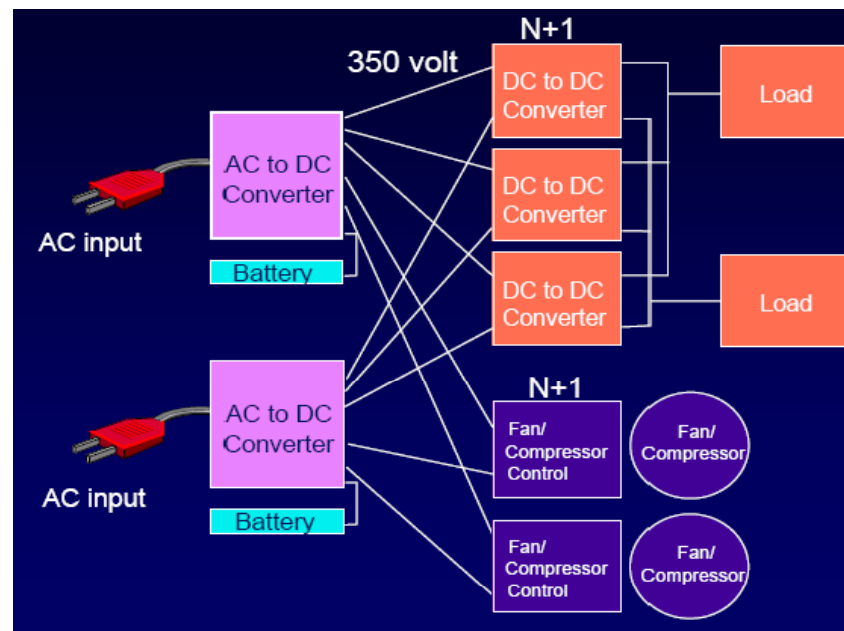 N+1
350 volt
DC to DC
Converter
Load
AC to DC
Converter
AC input
Battery
DC to DC
Converter
DC to DC
Converter
Load
AC to DC
Converter
AC input
Battery
N+1
Fan/
Compressor
Control
Fan/
Compressor
Fan/
Compressor
Control
Fan/
Compressor